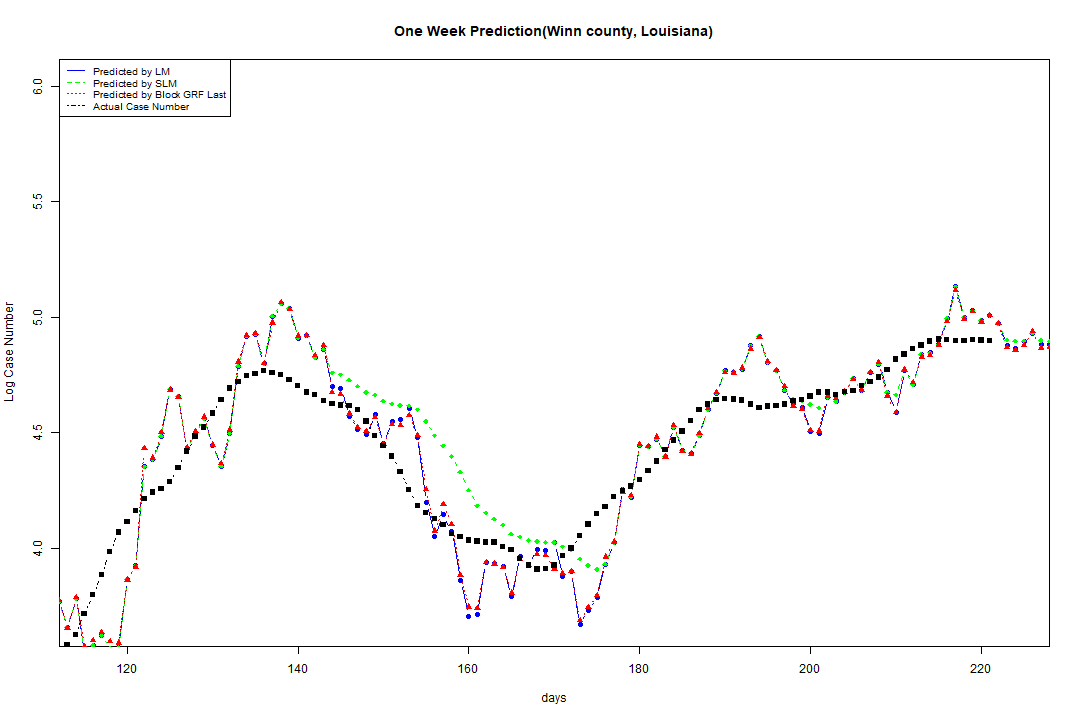 One Week Prediction(Winn county, Louisiana)
Predicted by LM
Predicted by SLM
Predicted by Block GRF Last
Actual Case Number
6.0
5.5
5.0
4.5
4.0
Log Case Number
120 140 160 180 200 220
days